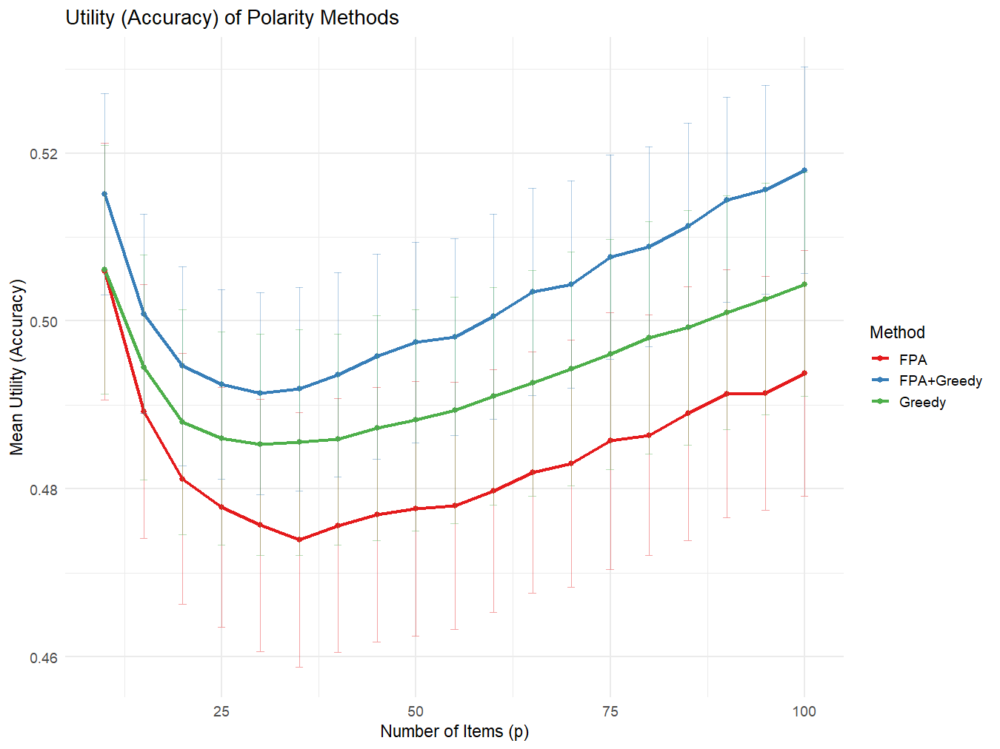 Utility (Accuracy) of Polarity Methods
Mean Utility (Accuracy)
0.52
0.50
0.48
0.46
25
50
75
100
Number of Items (p)
Method
FPA
FPA+Greedy
Greedy